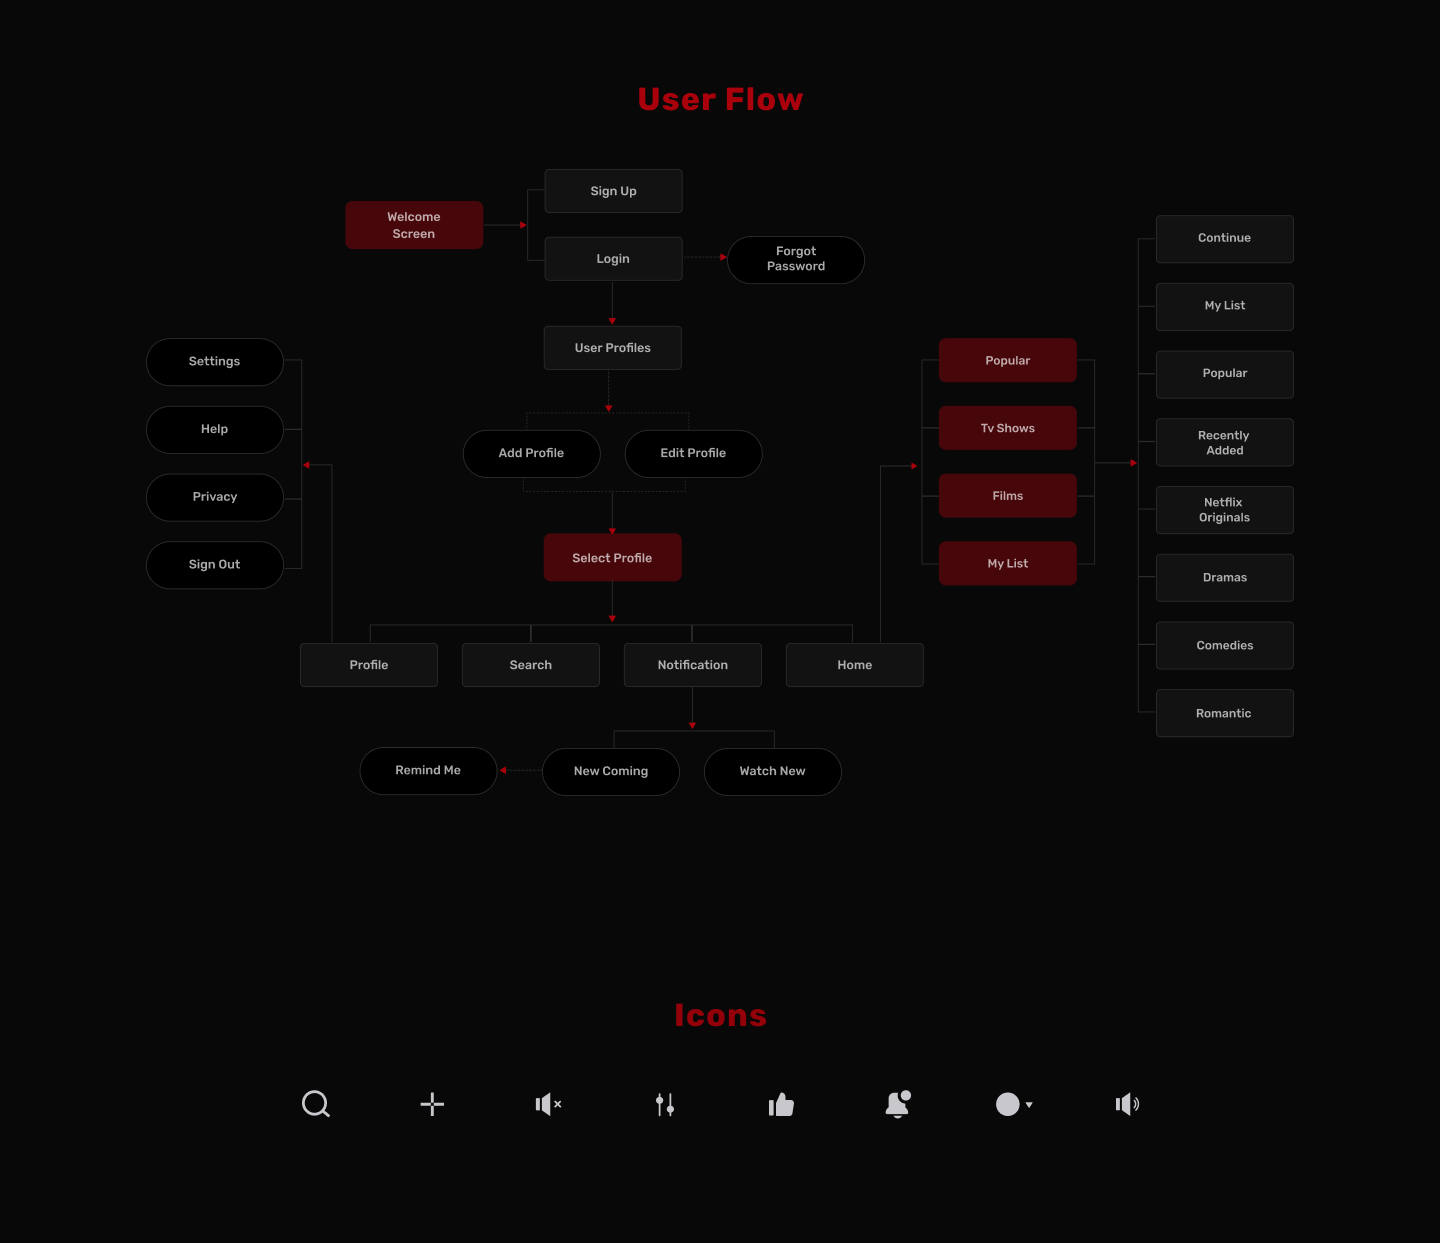 User Flow
Sign Up
Welcome
Screen
Login
Forgot
Password
User Profiles
Add Profile
Edit Profile
Select Profile
Settings
Help
Privacy
Sign Out
Profile
Search
Notification
Home
Remind Me
New Coming
Watch New
Popular
Tv Shows
Films
My List
Continue
My List
Popular
Recently
Added
Netflix
Originals
Dramas
Comedies
Romantic
Icons